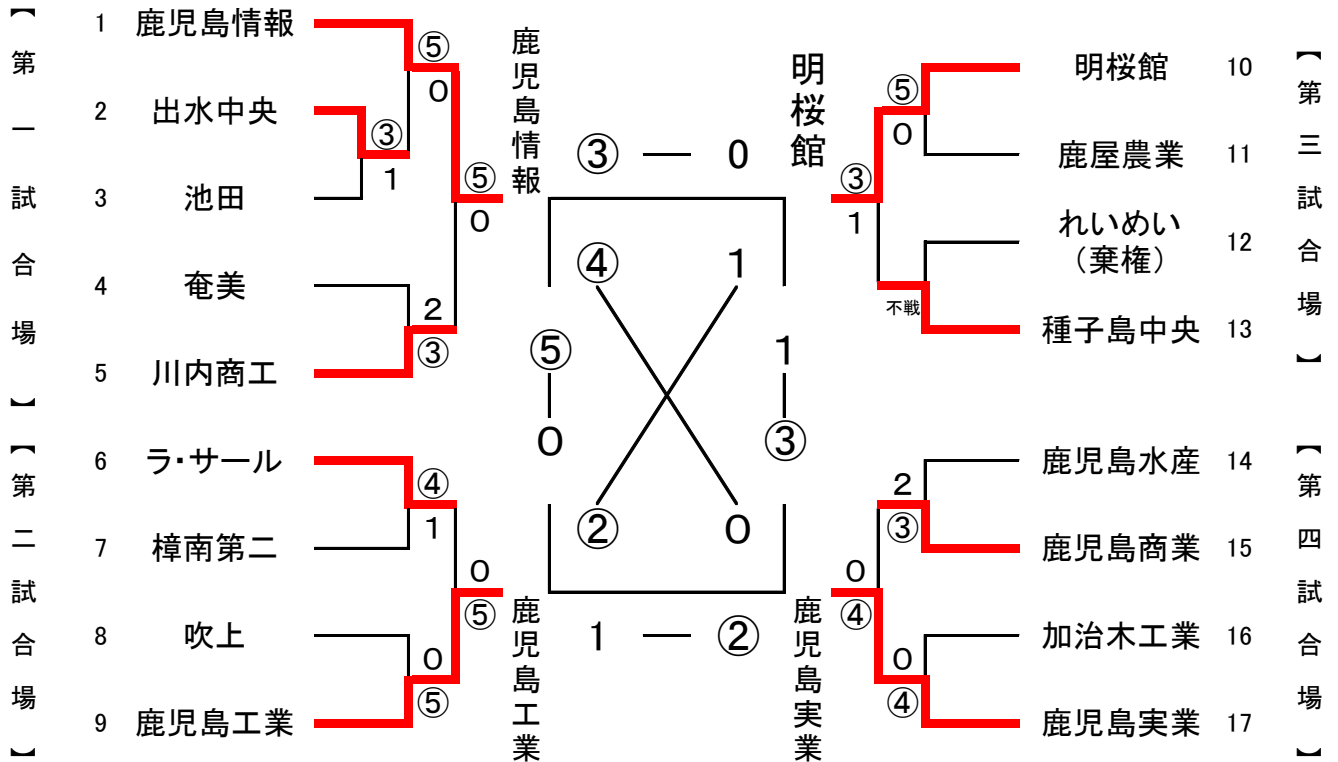 【第一試合場】
1 鹿児島情報
2 出水中央
3 池田
4 奄美
5 川内商工
⑤
0
③
1
2
③
⑤
0
鹿児島情報
【第二試合場】
6 ラ・サール
7 樟南第二
8 吹上
9 鹿児島工業
④
1
0
⑤
0
⑤
鹿児島工業
③ — 0
④ 1
⑤ 1
0 ③
② 0
1 — ②
明桜館
③
1
⑤
0
不戦
明桜館 10
鹿屋農業 11
れいめい 12
（棄権）
種子島中央 13
【第三試合場】
鹿児島実業
0
④
2
③
0
④
鹿児島水産 14
鹿児島商業 15
加治木工業 16
鹿児島実業 17
【第四試合場】